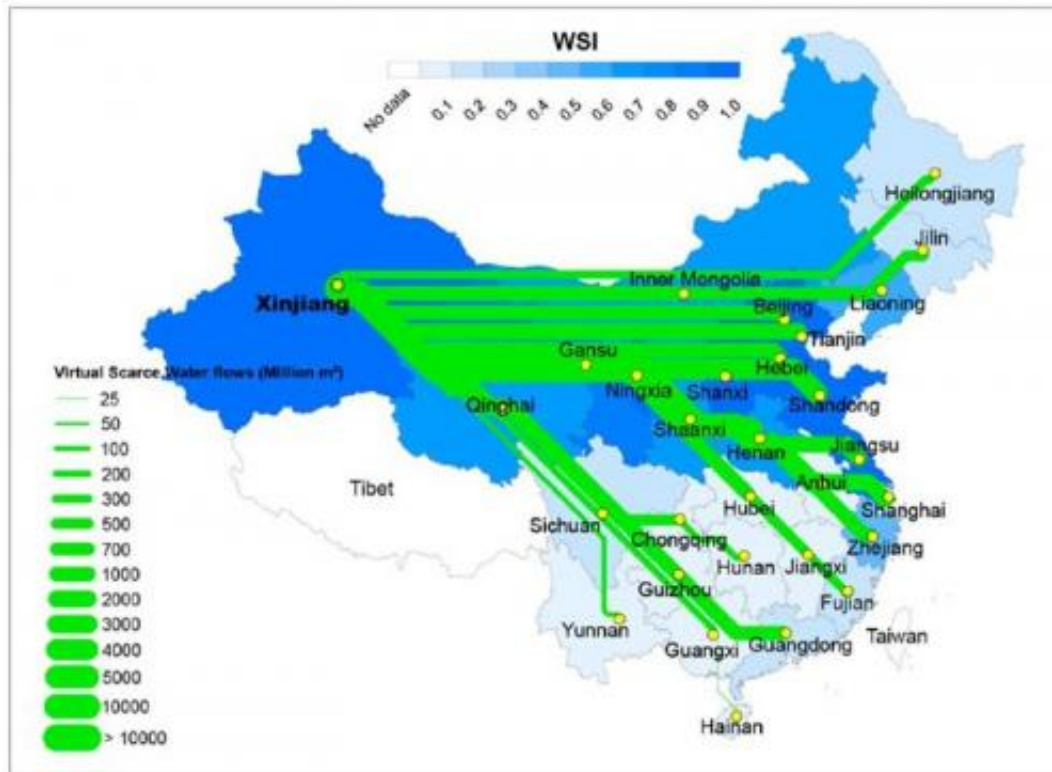 WSI
No data 0.1 0.2 0.3 0.4 0.5 0.6 0.7 0.8 0.9 1.0
Heilongjiang
Jilin
Inner Mongolia
Liaoning
Xinjiang
Beijing
Tianjin
Gansu
Hebei
Virtual Scarce Water flows (Million m³)
Ningxia
Shanxi
Shandong
Qinghai
25
50
100
200
300
500
700
1000
2000
3000
4000
5000
10000
> 10000
Shaanxi
Henan
Jiangsu
Tibet
Anhui
Shanghai
Sichuan
Hubei
Chongqing
Zhejiang
Hunan
Jiangxi
Guizhou
Fujian
Yunnan
Guangxi
Guangdong
Taiwan
Hainan